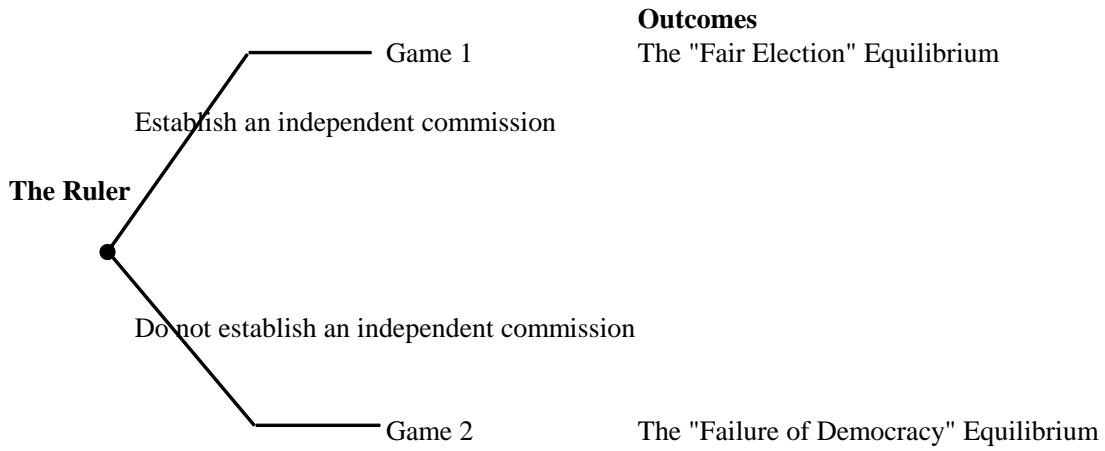 Outcomes
Game 1 The "Fair Election" Equilibrium
Establish an independent commission
The Ruler
Do not establish an independent commission
Game 2 The "Failure of Democracy" Equilibrium